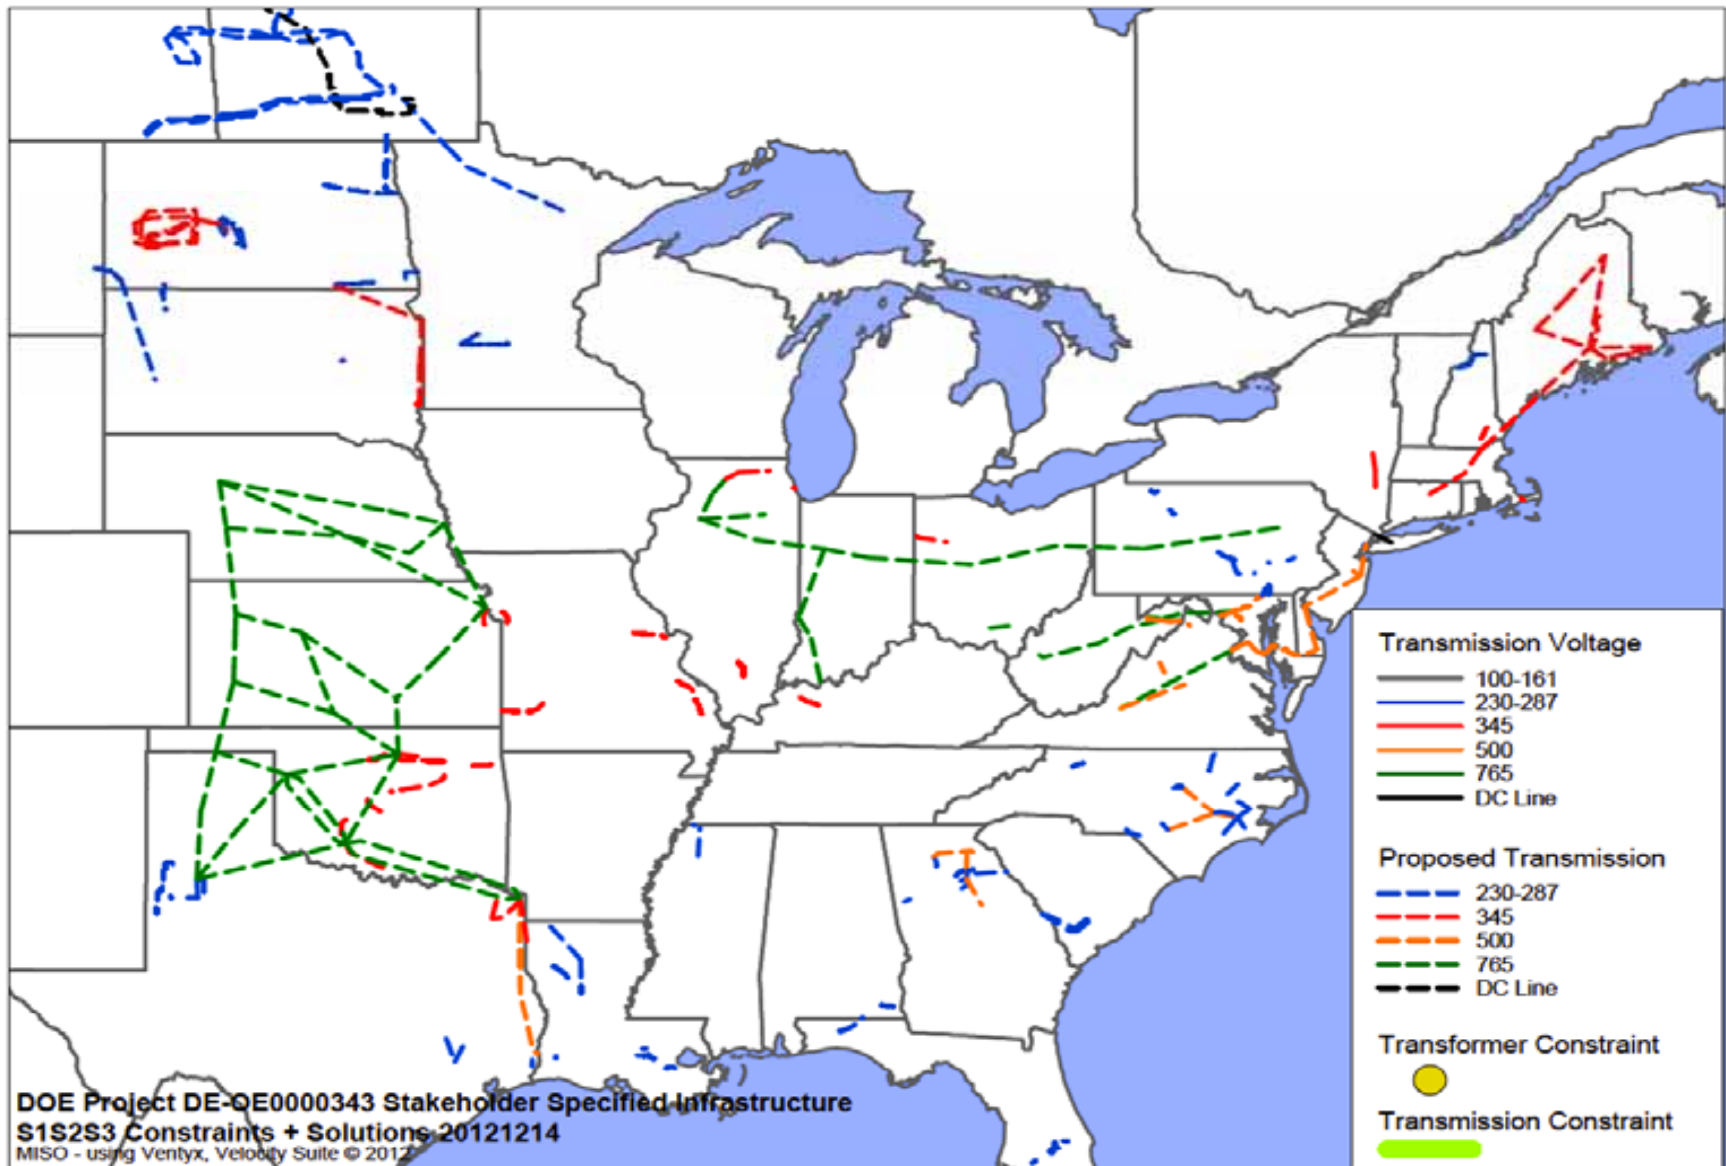 Transmission Voltage
100-161
230-287
345
500
765
DC Line
Proposed Transmission
230-287
345
500
765
DC Line
Transformer Constraint
Transmission Constraint
DOE Project DE-OE0000343 Stakeholder Specified Infrastructure
S1S2S3 Constraints + Solutions 20121214
MISO - using Ventyx, Velocity Suite © 2012